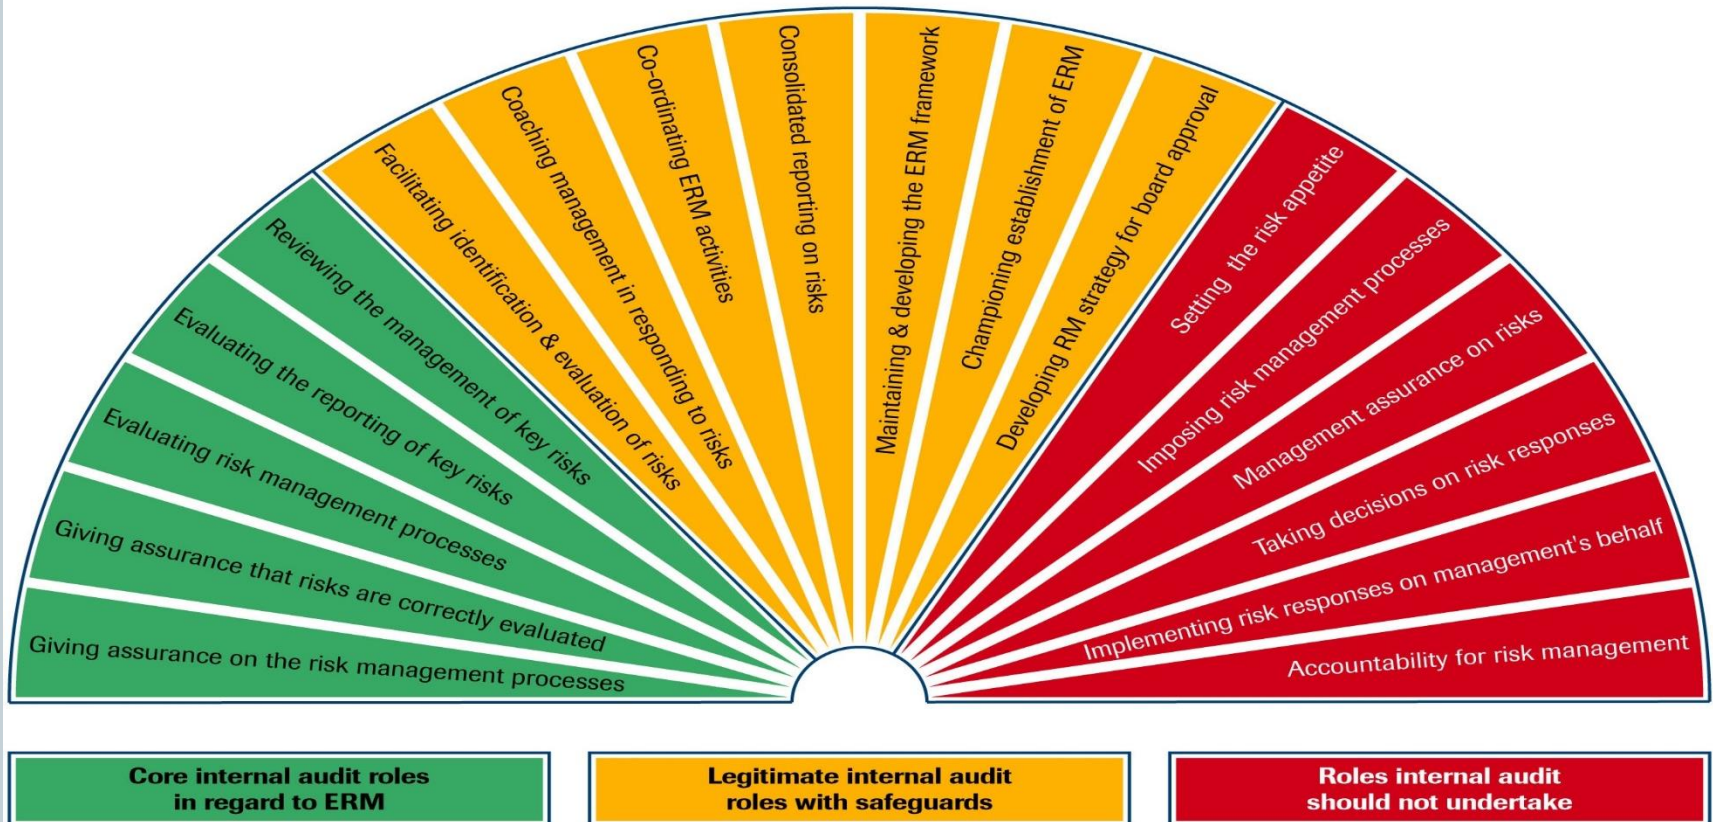 Giving assurance on the risk management processes
Giving assurance that risks are correctly evaluated
Evaluating risk management processes
Evaluating the reporting of key risks
Reviewing the management of key risks
Facilitating identification & evaluation of risks
Coaching management in responding to risks
Co-ordinating ERM activities
Consolidated reporting on risks
Maintaining & developing the ERM framework
Championing establishment of ERM
Developing RM strategy for board approval
Setting the risk appetite
Imposing risk management processes
Management assurance on risks
Taking decisions on risk responses
Implementing risk responses on management's behalf
Accountability for risk management
Core internal audit roles
in regard to ERM
Legitimate internal audit
roles with safeguards
Roles internal audit
should not undertake